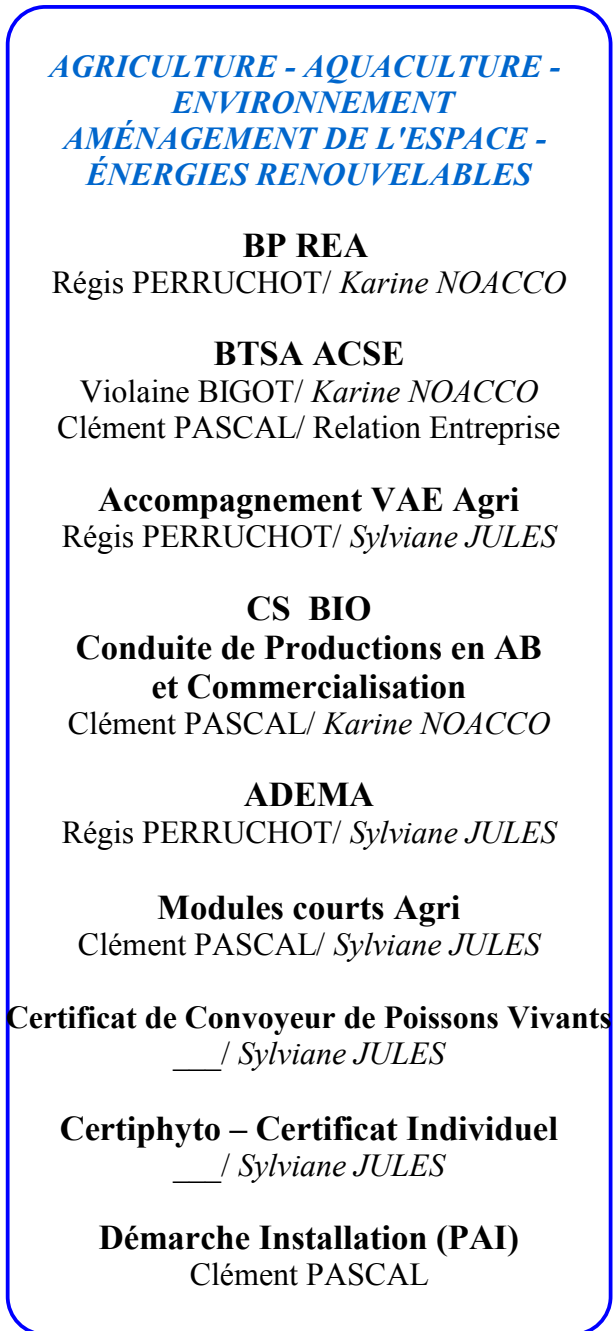 AGRICULTURE - AQUACULTURE -
ENVIRONNEMENT
AMÉNAGEMENT DE L'ESPACE -
ÉNERGIES RENOUVELABLES
BP REA
Régis PERRUCHOT/ Karine NOACCO
BTSA ACSE
Violaine BIGOT/ Karine NOACCO
Clément PASCAL/ Relation Entreprise
Accompagnement VAE Agri
Régis PERRUCHOT/ Sylviane JULES
CS BIO
Conduite de Productions en AB
et Commercialisation
Clément PASCAL/ Karine NOACCO
ADEMA
Régis PERRUCHOT/ Sylviane JULES
Modules courts Agri
Clément PASCAL/ Sylviane JULES
Certificat de Convoyeur de Poissons Vivants
___/ Sylviane JULES
Certiphyto – Certificat Individuel
___/ Sylviane JULES
Démarche Installation (PAI)
Clément PASCAL